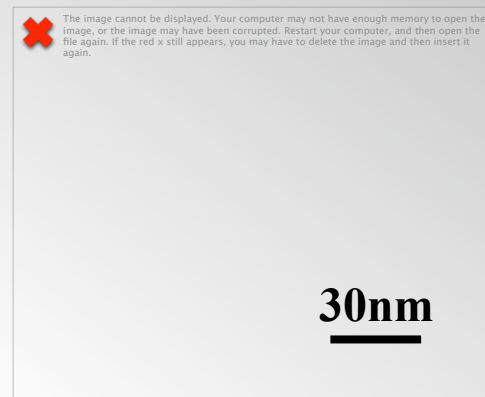 The image cannot be displayed. Your computer may not have enough memory to open the
image, or the image may have been corrupted. Restart your computer, and then open the
file again. If the red x still appears, you may have to delete the image and then insert it
again.
30nm